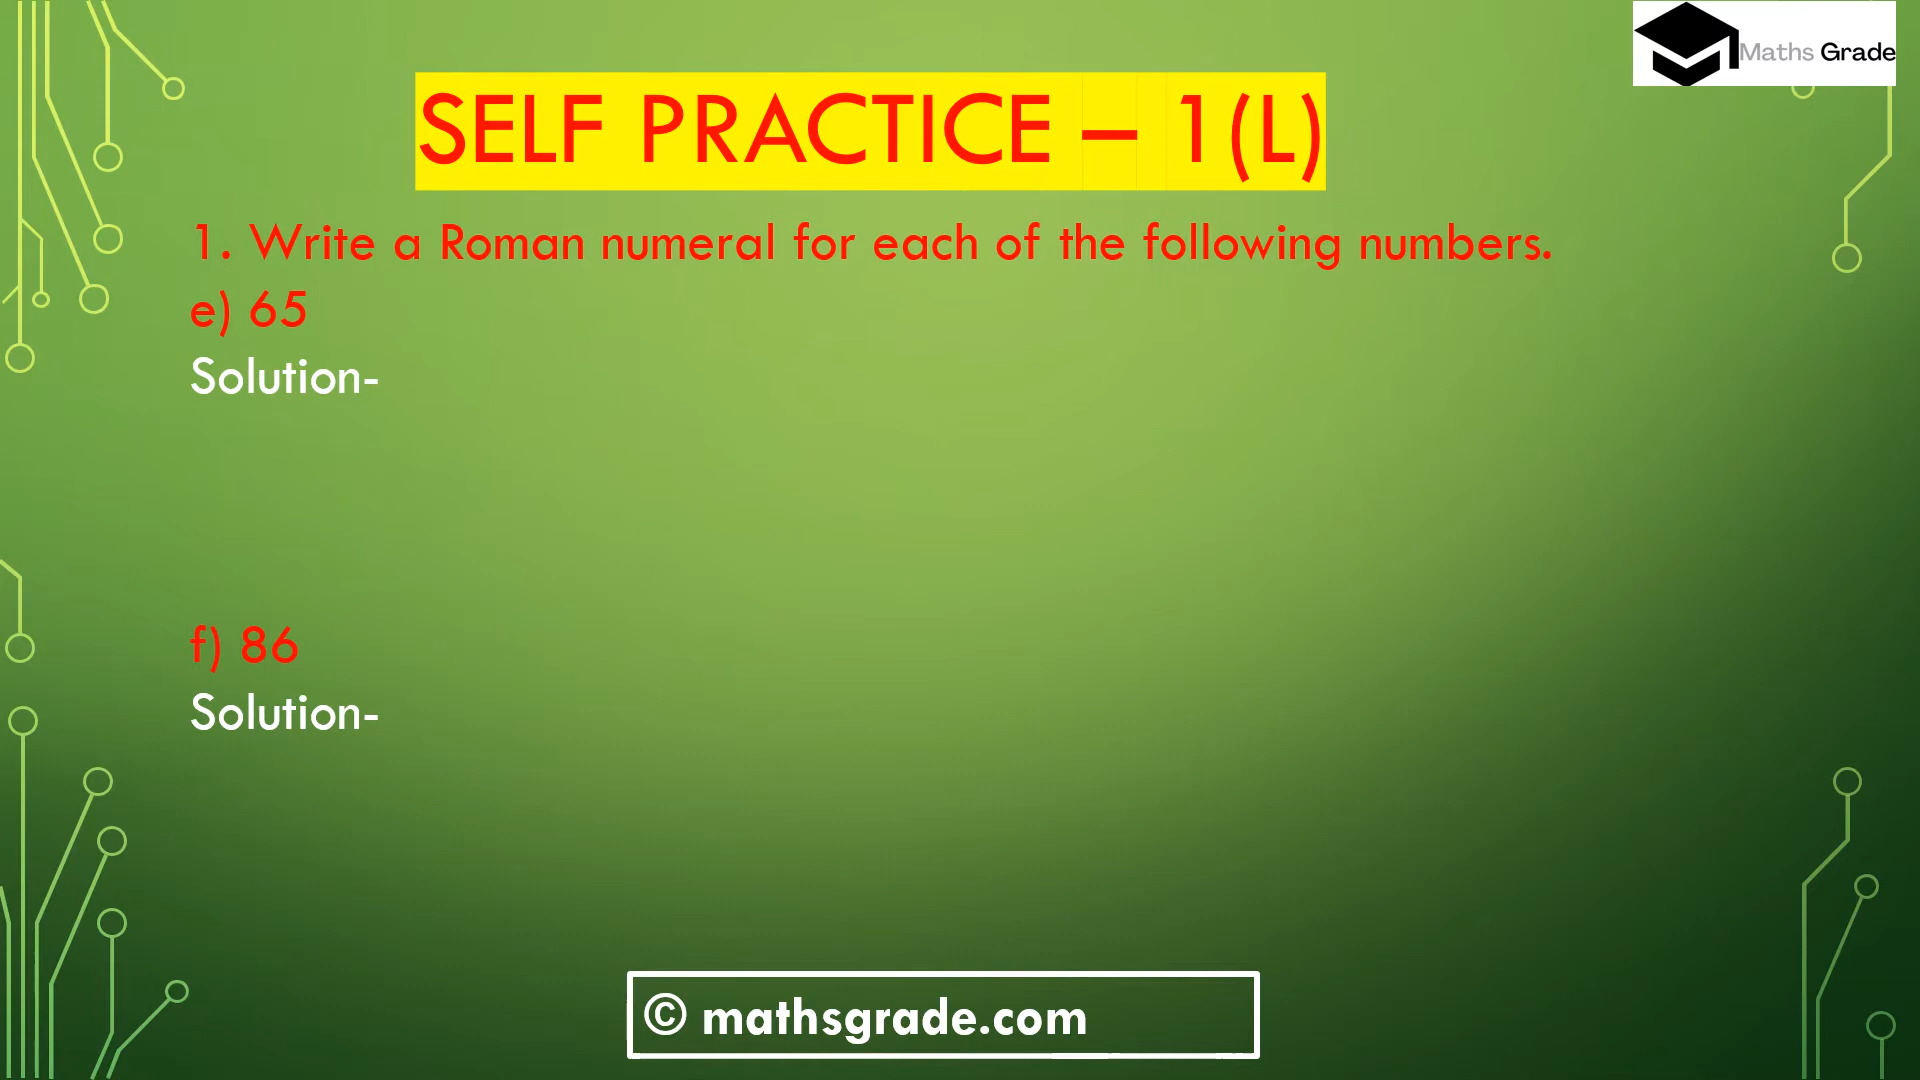 Maths Grade
SELF PRACTICE – 1(L)
1. Write a Roman numeral for each of the following numbers.
e) 65
Solution-
f) 86
Solution-
© mathsgrade.com